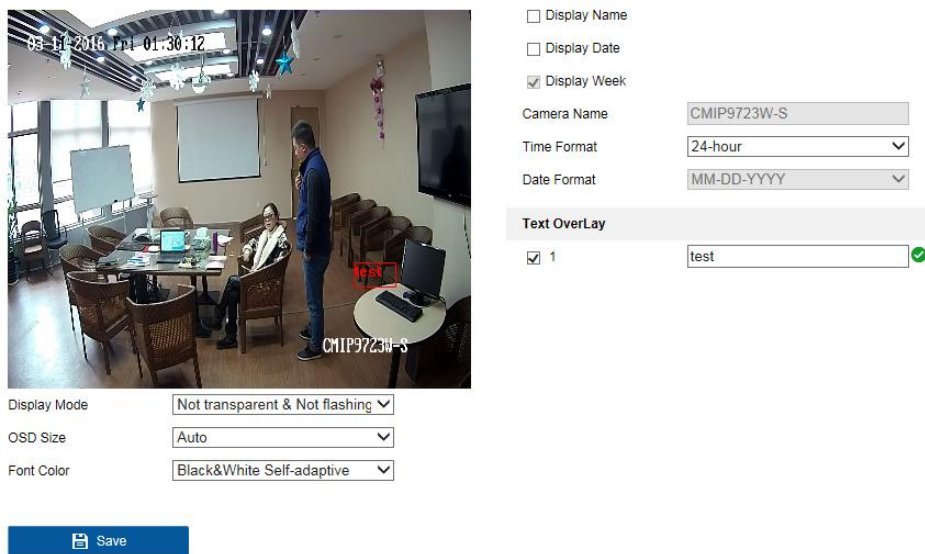 03-11-2016 Fri 01:30:12
test
CMIP9723W-S
Display Mode
Not transparent & Not flashing
OSD Size
Auto
Font Color
Black&White Self-adaptive
Save
Display Name
Display Date
Display Week
Camera Name
CMIP9723W-S
Time Format
24-hour
Date Format
MM-DD-YYYY
Text OverLay
1
test